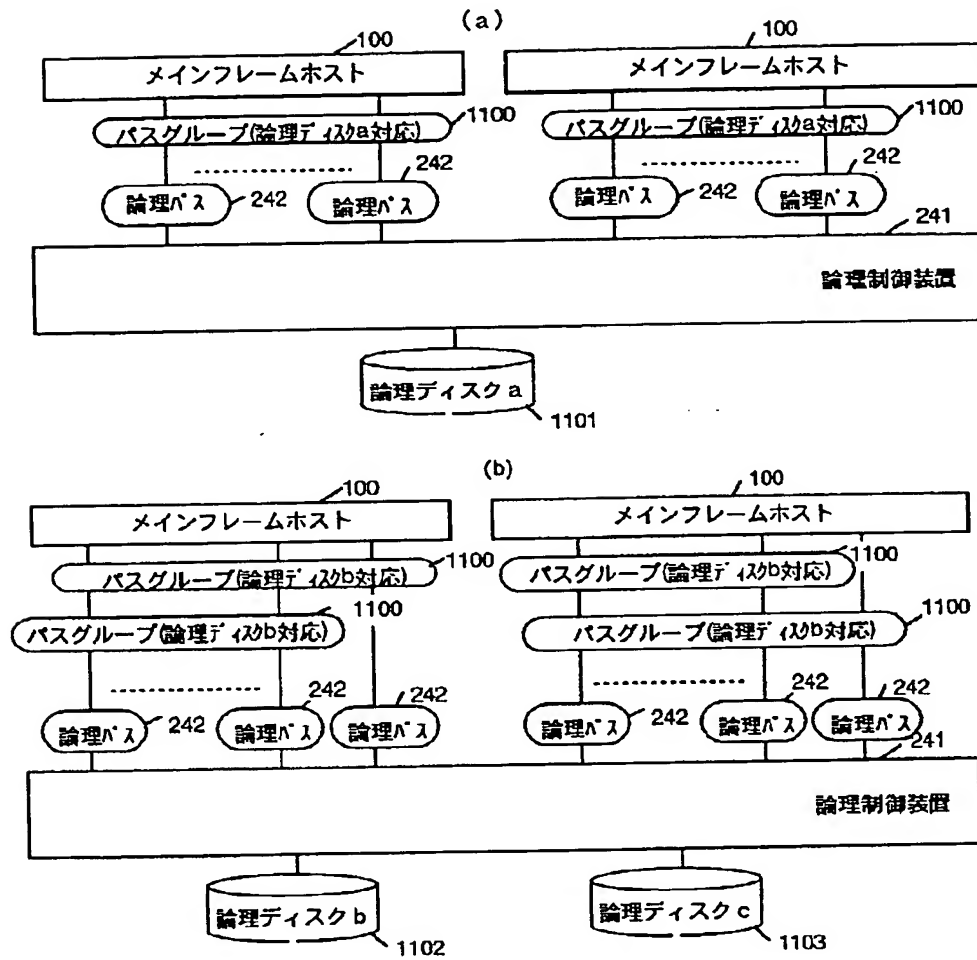 (a)
100
100
メインフレームホスト
メインフレームホスト
1100
1100
パスグループ(論理ディスクa対応)
パスグループ(論理ディスクa対応)
242
242
論理パス
242
論理パス
論理パス
242
論理パス
241
論理制御装置
論理ディスクa
1101
(b)
100
100
メインフレームホスト
メインフレームホスト
1100
1100
パスグループ(論理ディスクb対応)
パスグループ(論理ディスクb対応)
1100
1100
パスグループ(論理ディスクb対応)
パスグループ(論理ディスクb対応)
242
242
242
242
論理パス
242
論理パス
論理パス
論理パス
242
論理パス
論理パス
241
論理制御装置
論理ディスクb
論理ディスクc
1102
1103